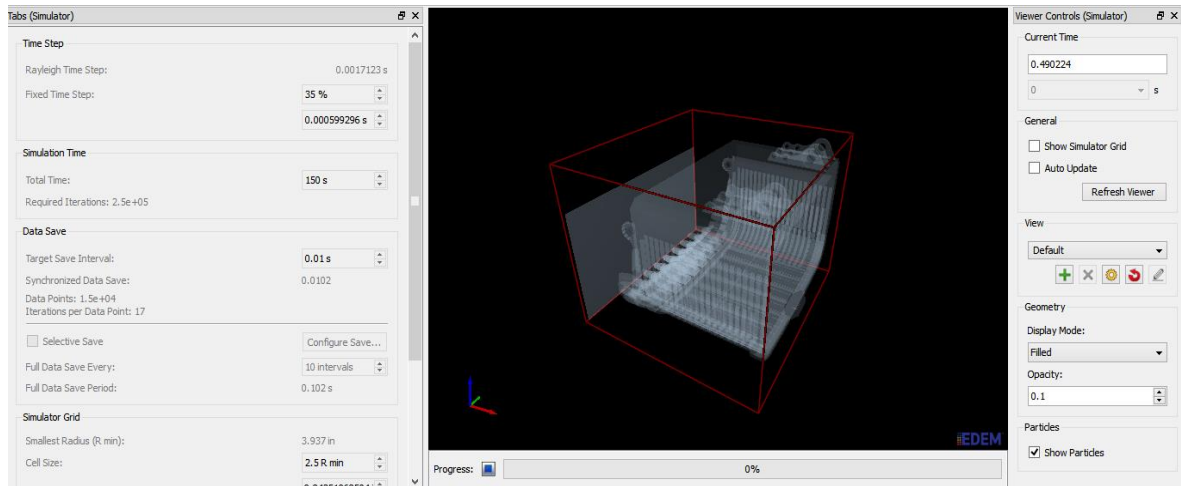 Tabs (Simulator)
Time Step
Rayleigh Time Step: 0.0017123 s
Fixed Time Step: 35 %
0.000599296 s
Simulation Time
Total Time: 150 s
Required Iterations: 2.5e+05
Data Save
Target Save Interval: 0.01 s
Synchronized Data Save: 0.0102
Data Points: 1.5e+04
Iterations per Data Point: 17
Selective Save Configure Save...
Full Data Save Every: 10 intervals
Full Data Save Period: 0.102 s
Simulator Grid
Smallest Radius (R min): 3.937 in
Cell Size: 2.5 R min
EDEM
Progress: 0%
Viewer Controls (Simulator)
Current Time
0.490224
0 s
General
Show Simulator Grid
Auto Update
Refresh Viewer
View
Default
Geometry
Display Mode:
Filled
Opacity:
0.1
Particles
Show Particles